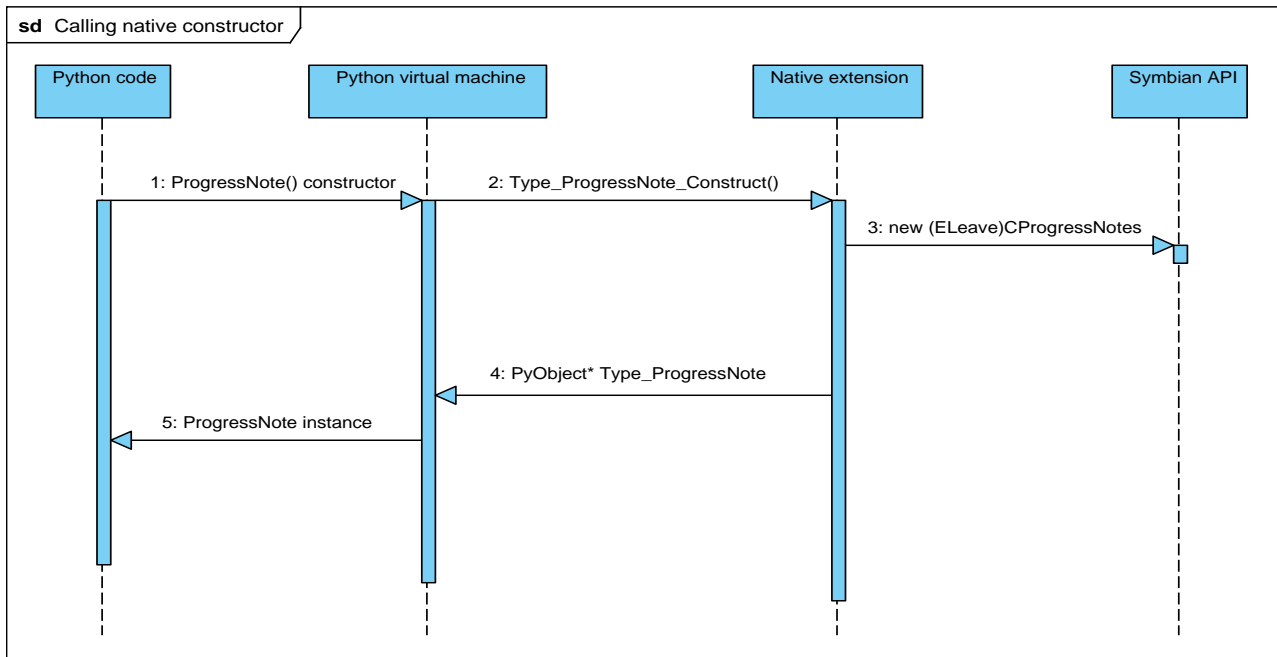 sd Calling native constructor
Python code
Python virtual machine
Native extension
Symbian API
1: ProgressNote() constructor
2: Type_ProgressNote_Construct()
3: new (ELeave)CProgressNotes
4: PyObject* Type_ProgressNote
5: ProgressNote instance